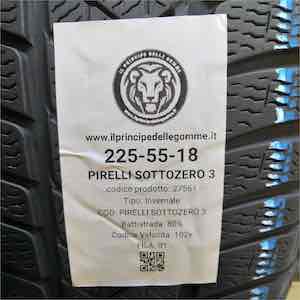 IL PRINCIPE DELLE GOMME
www.ilprincipedellegomme.it
225-55-18
PIRELLI SOTTOZERO 3
codice prodotto: 27561
Tipo: Invernale
COD: PIRELLI SOTTOZERO 3
Battistrada: 80%
Codice Velocita: 102v